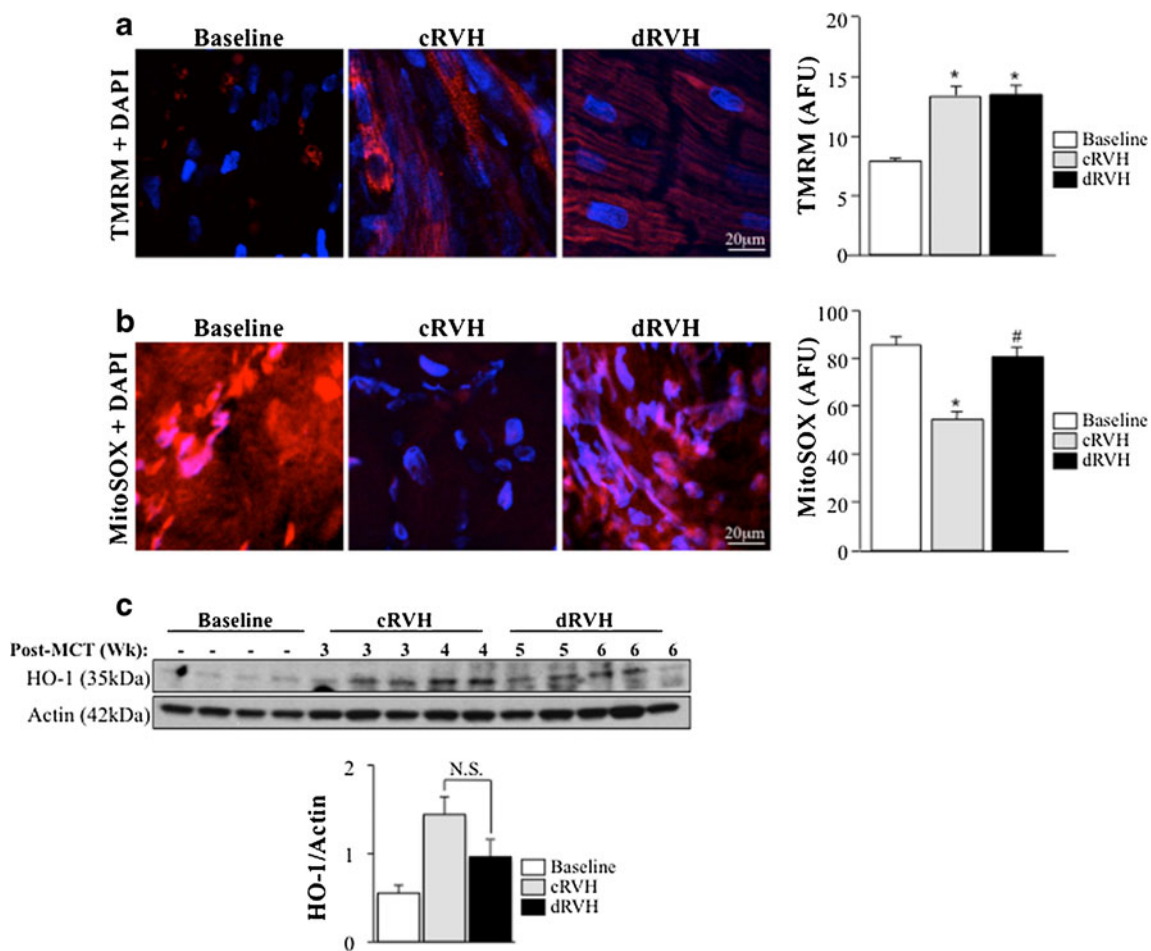 a
Baseline cRVH dRVH
TMRM + DAPI
20μm
TMRM (AFU)
20
15
10
5
0
* *
Baseline
cRVH
dRVH
b
Baseline cRVH dRVH
MitoSOX + DAPI
20μm
MitoSOX (AFU)
100
80
60
40
20
0
* #
Baseline
cRVH
dRVH
c
Baseline cRVH dRVH
Post-MCT (Wk): - - - - 3 3 3 4 4 5 5 6 6 6
HO-1 (35kDa)
Actin (42kDa)
HO-1/Actin
2
1
0
N.S.
Baseline
cRVH
dRVH